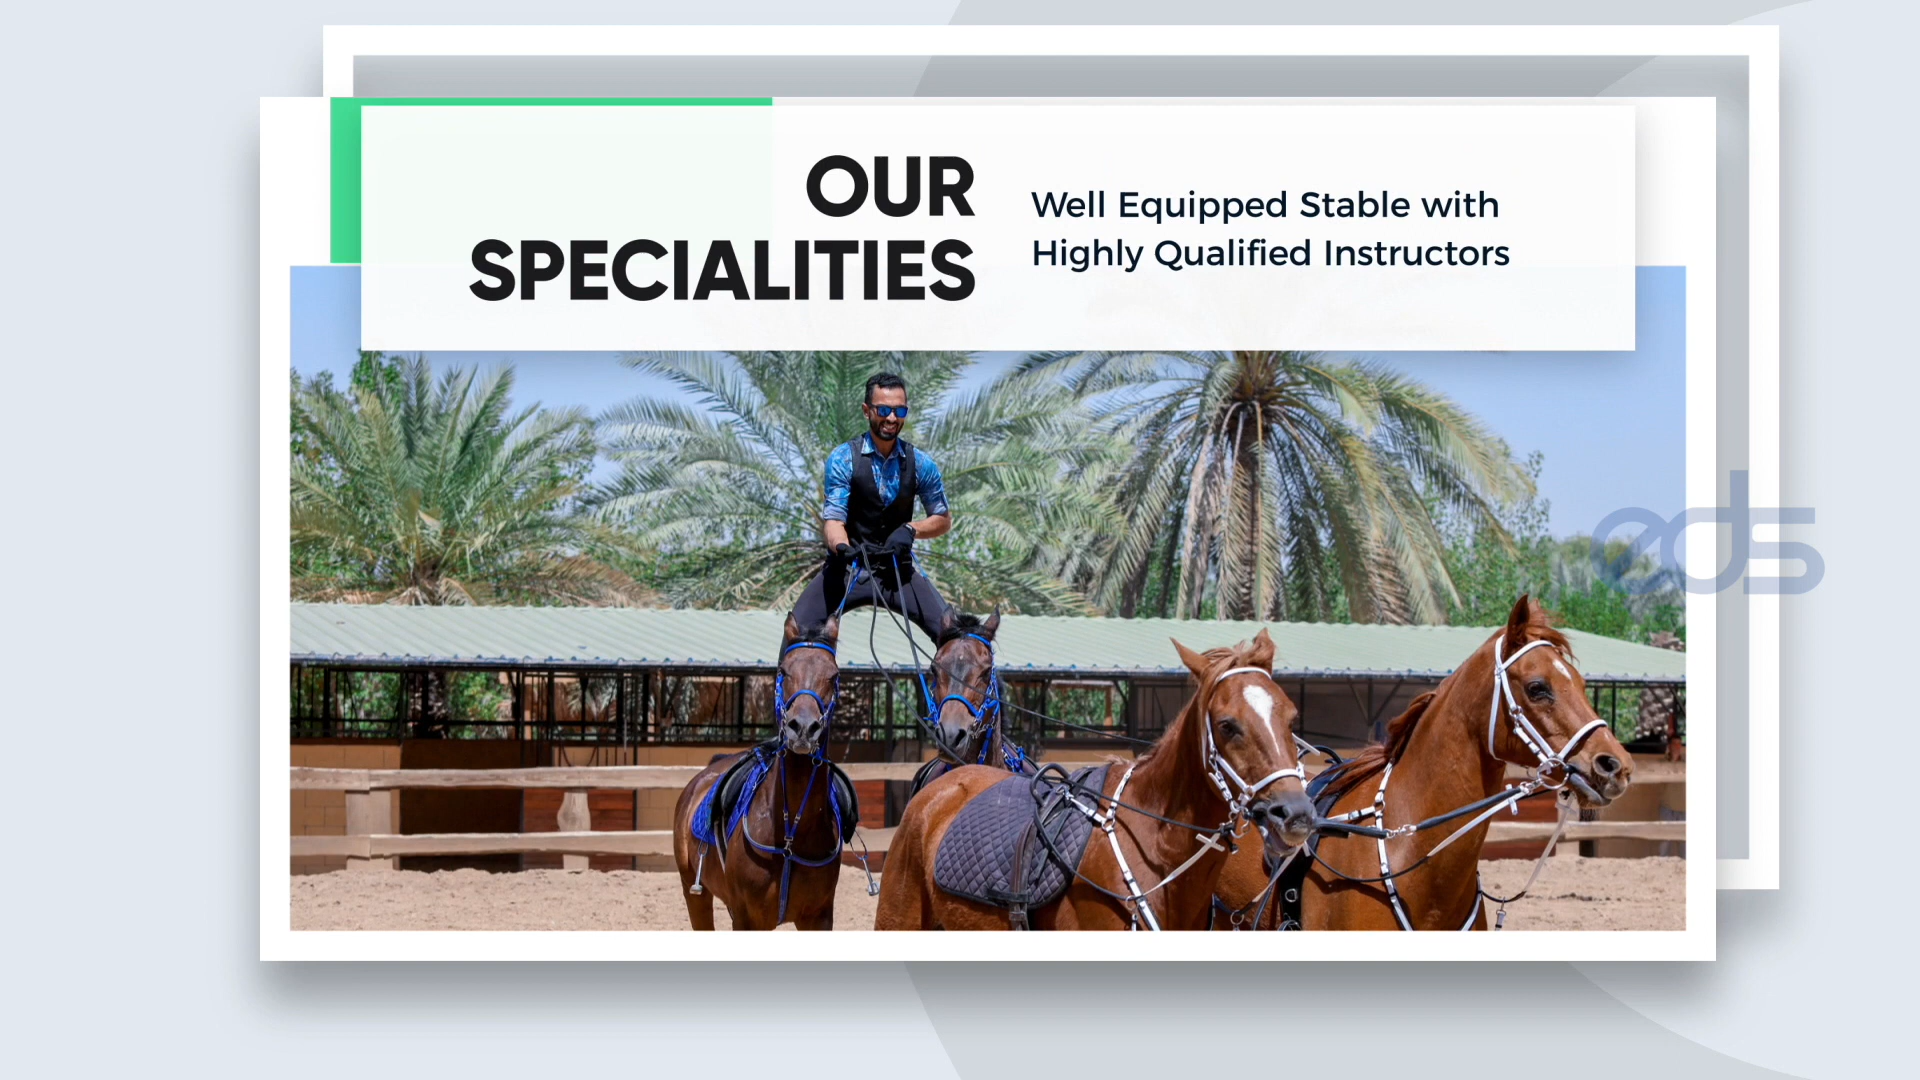 OUR
SPECIALITIES
Well Equipped Stable with
Highly Qualified Instructors
eds